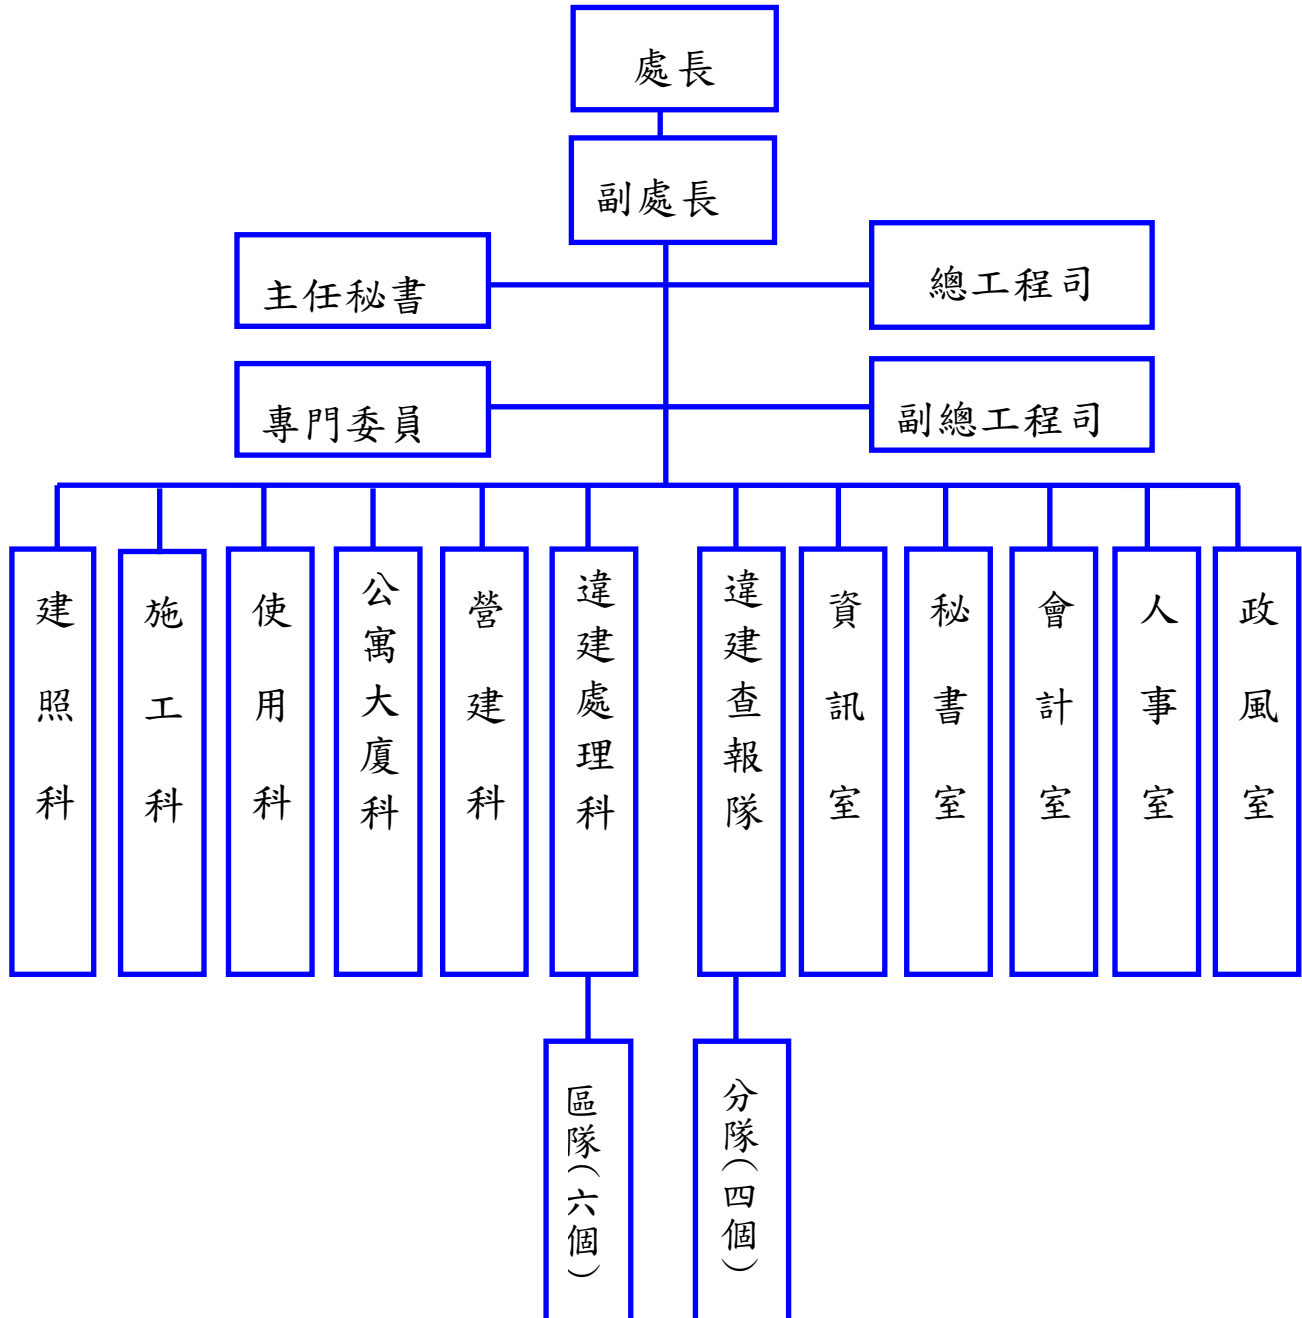 處長
副處長
主任秘書
總工程司
專門委員
副總工程司
建照科
施工科
使用科
公寓大廈科
營建科
違建處理科
違建查報隊
資訊室
秘書室
會計室
人事室
政風室
區隊(六個)
分隊(四個)